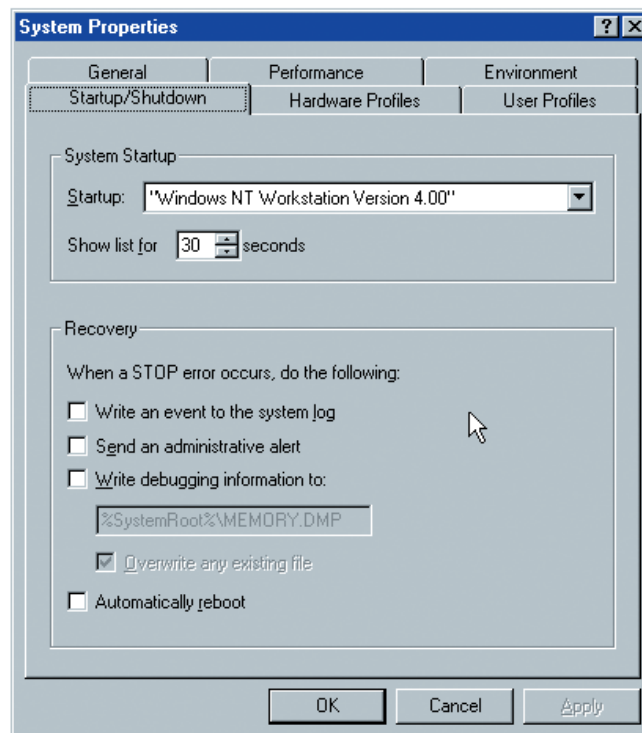 System Properties
General Performance Environment
Startup/Shutdown Hardware Profiles User Profiles
System Startup
Startup: "Windows NT Workstation Version 4.00"
Show list for 30 seconds
Recovery
When a STOP error occurs, do the following:
Write an event to the system log
Send an administrative alert
Write debugging information to:
%SystemRoot%\MEMORY.DMP
Overwrite any existing file
Automatically reboot
OK Cancel Apply